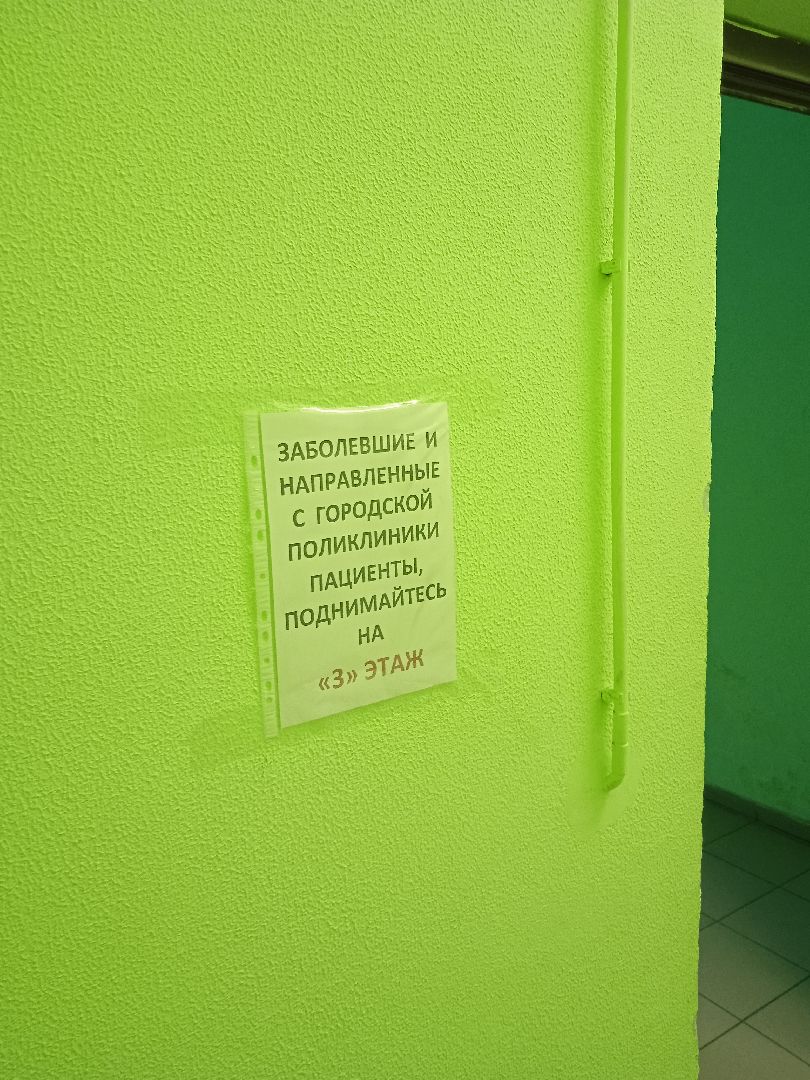 ЗАБОЛЕВШИЕ И
НАПРАВЛЕННЫЕ
С ГОРОДСКОЙ
ПОЛИКЛИНИКИ
ПАЦИЕНТЫ,
ПОДНИМАЙТЕСЬ
НА
«3» ЭТАЖ